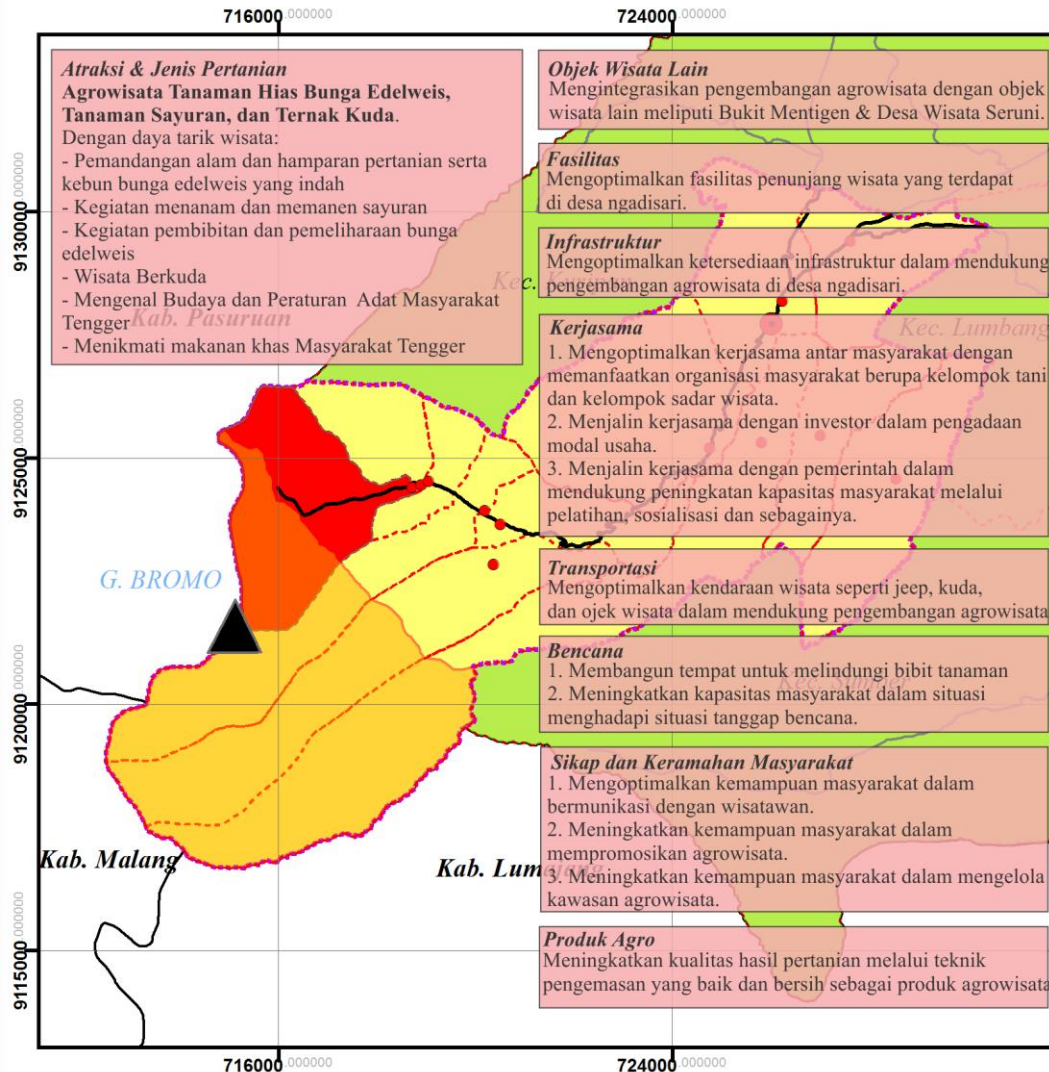 716000.000000
724000.000000
9130000.000000
9125000.000000
9120000.000000
9115000.000000
Atraksi & Jenis Pertanian
Agrowisata Tanaman Hias Bunga Edelweis,
Tanaman Sayuran, dan Ternak Kuda.
Dengan daya tarik wisata:
- Pemandangan alam dan hamparan pertanian serta
kebun bunga edelweis yang indah
- Kegiatan menanam dan memanen sayuran
- Kegiatan pembibitan dan pemeliharaan bunga
edelweis
- Wisata Berkuda
- Mengenal Budaya dan Peraturan Adat Masyarakat
Tengger
- Menikmati makanan khas Masyarakat Tengger
Kab. Pasuruan
G. BROMO
Kab. Malang
Kab. Lumajang
Objek Wisata Lain
Mengintegrasikan pengembangan agrowisata dengan objek
wisata lain meliputi Bukit Mentigen & Desa Wisata Seruni.
Fasilitas
Mengoptimalkan fasilitas penunjang wisata yang terdapat
di desa ngadisari.
Infrastruktur
Mengoptimalkan ketersediaan infrastruktur dalam mendukung
pengembangan agrowisata di desa ngadisari.
Kerjasama
1. Mengoptimalkan kerjasama antar masyarakat dengan
memanfaatkan organisasi masyarakat berupa kelompok tani
dan kelompok sadar wisata.
2. Menjalin kerjasama dengan investor dalam pengadaan
modal usaha.
3. Menjalin kerjasama dengan pemerintah dalam
mendukung peningkatan kapasitas masyarakat melalui
pelatihan, sosialisasi dan sebagainya.
Kec. Lumbang
Transportasi
Mengoptimalkan kendaraan wisata seperti jeep, kuda,
dan ojek wisata dalam mendukung pengembangan agrowisata
Bencana
1. Membangun tempat untuk melindungi bibit tanaman
2. Meningkatkan kapasitas masyarakat dalam situasi
menghadapi situasi tanggap bencana.
Kec.
Sikap dan Keramahan Masyarakat
1. Mengoptimalkan kemampuan masyarakat dalam
bermunikasi dengan wisatawan.
2. Meningkatkan kemampuan masyarakat dalam
mempromosikan agrowisata.
3. Meningkatkan kemampuan masyarakat dalam mengelola
kawasan agrowisata.
Produk Agro
Meningkatkan kualitas hasil pertanian melalui teknik
pengemasan yang baik dan bersih sebagai produk agrowisata